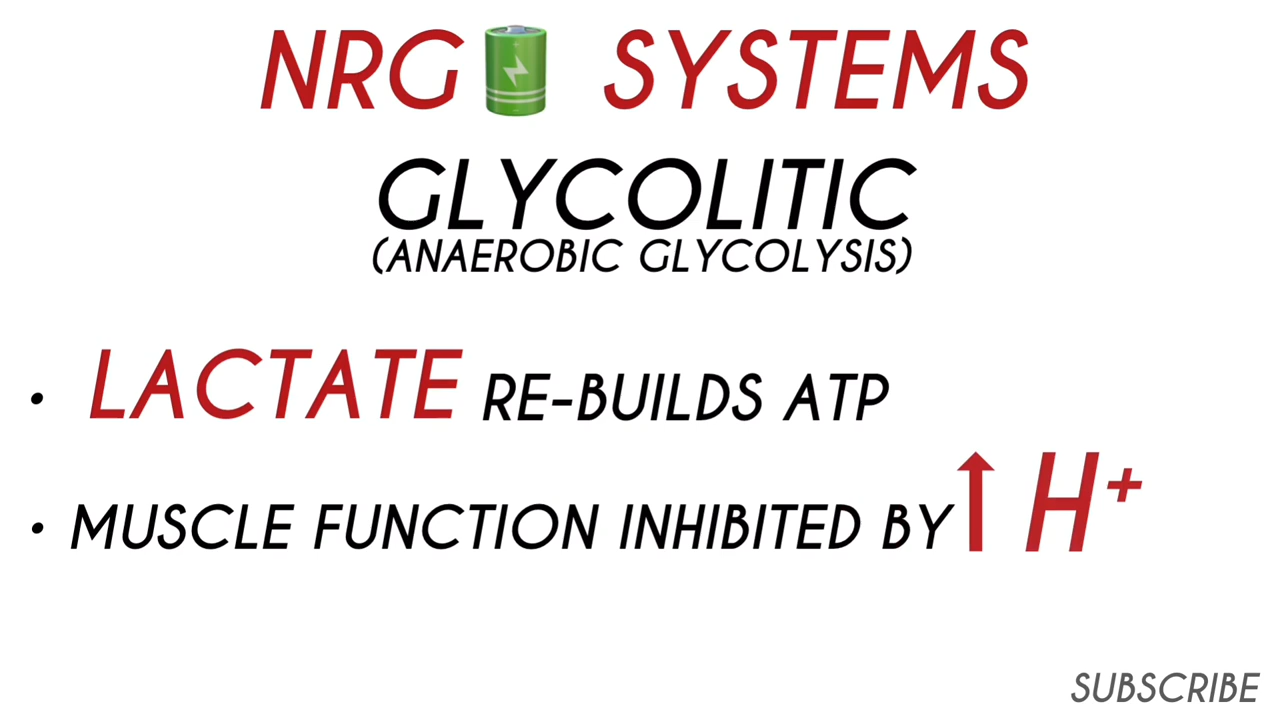 NRG SYSTEMS
GLYCOLITIC
(ANAEROBIC GLYCOLYSIS)
• LACTATE RE-BUILDS ATP
• MUSCLE FUNCTION INHIBITED BY ↑ H+
SUBSCRIBE